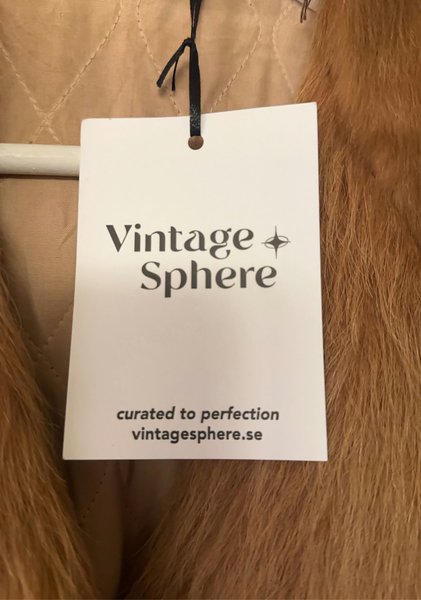 Vintage
Sphere
curated to perfection
vintagesphere.se